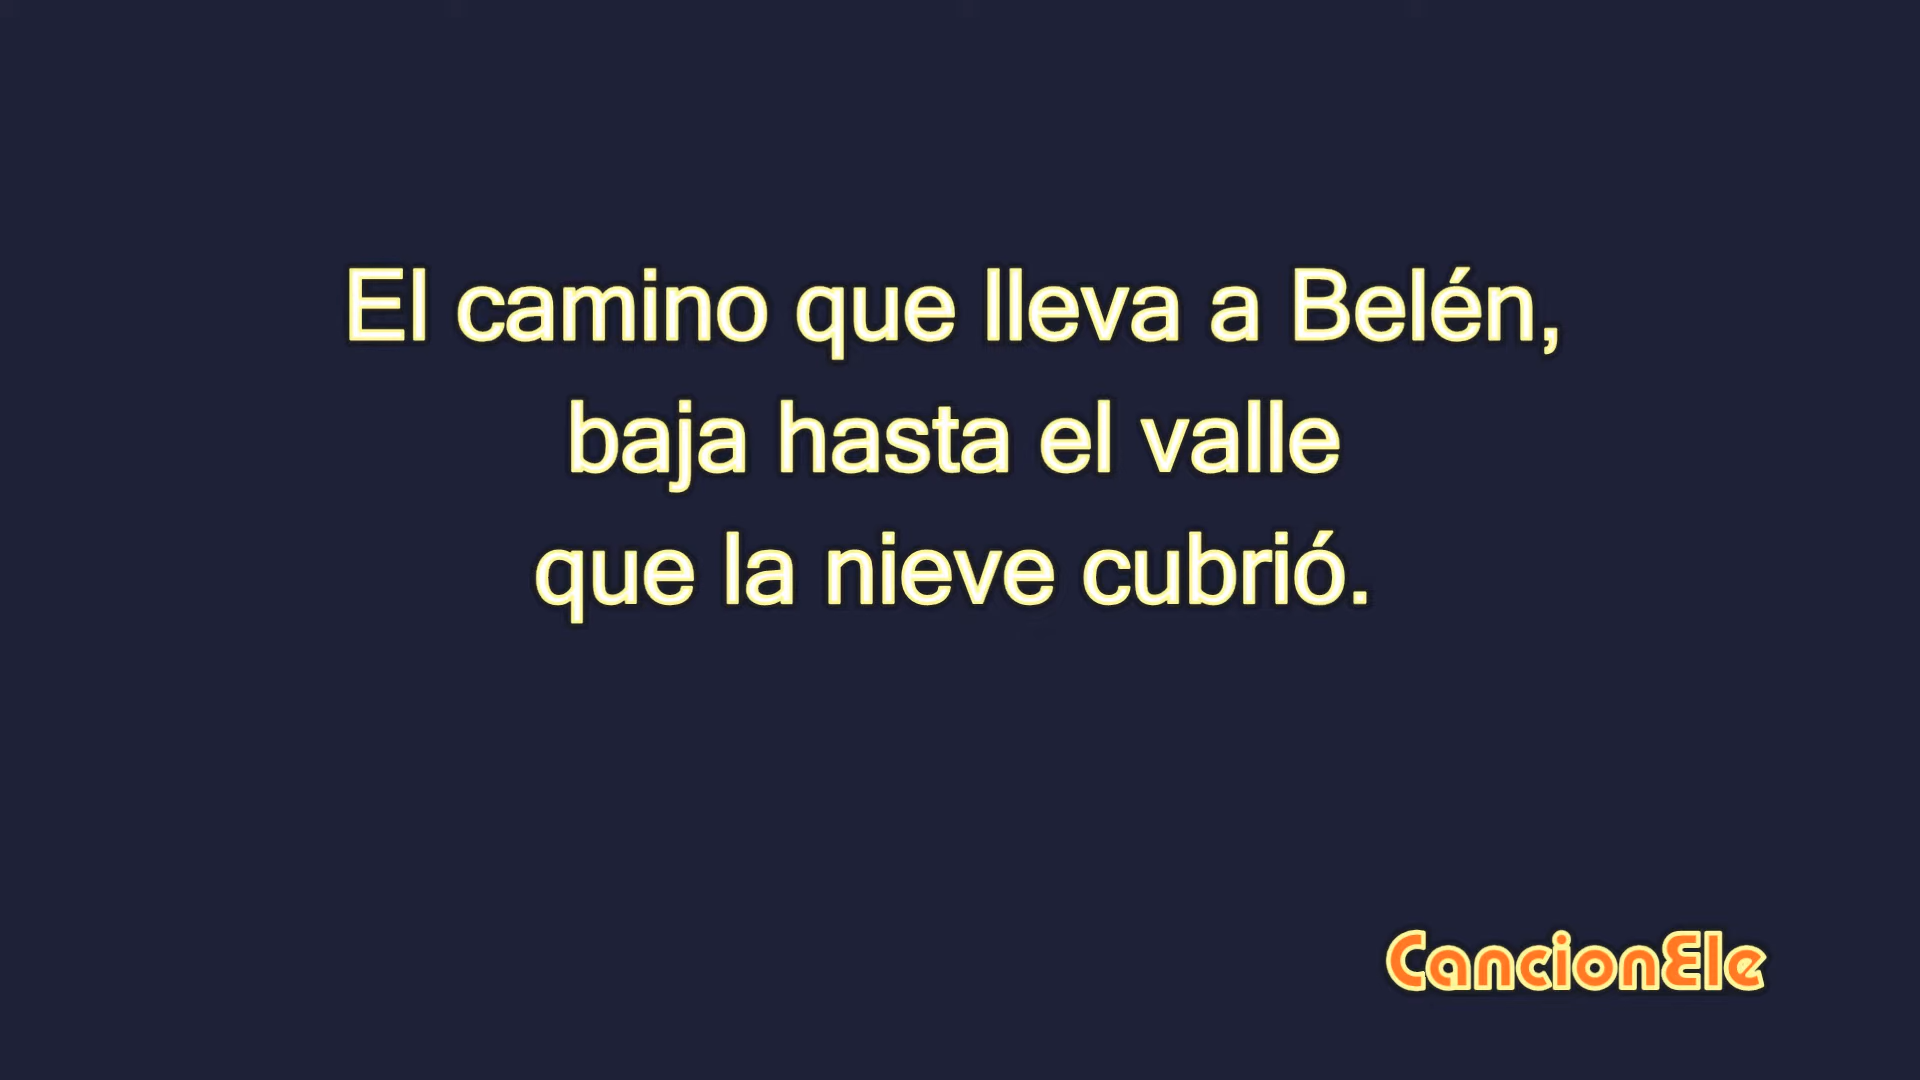 El camino que lleva a Belén,
baja hasta el valle
que la nieve cubrió.
CancionEle